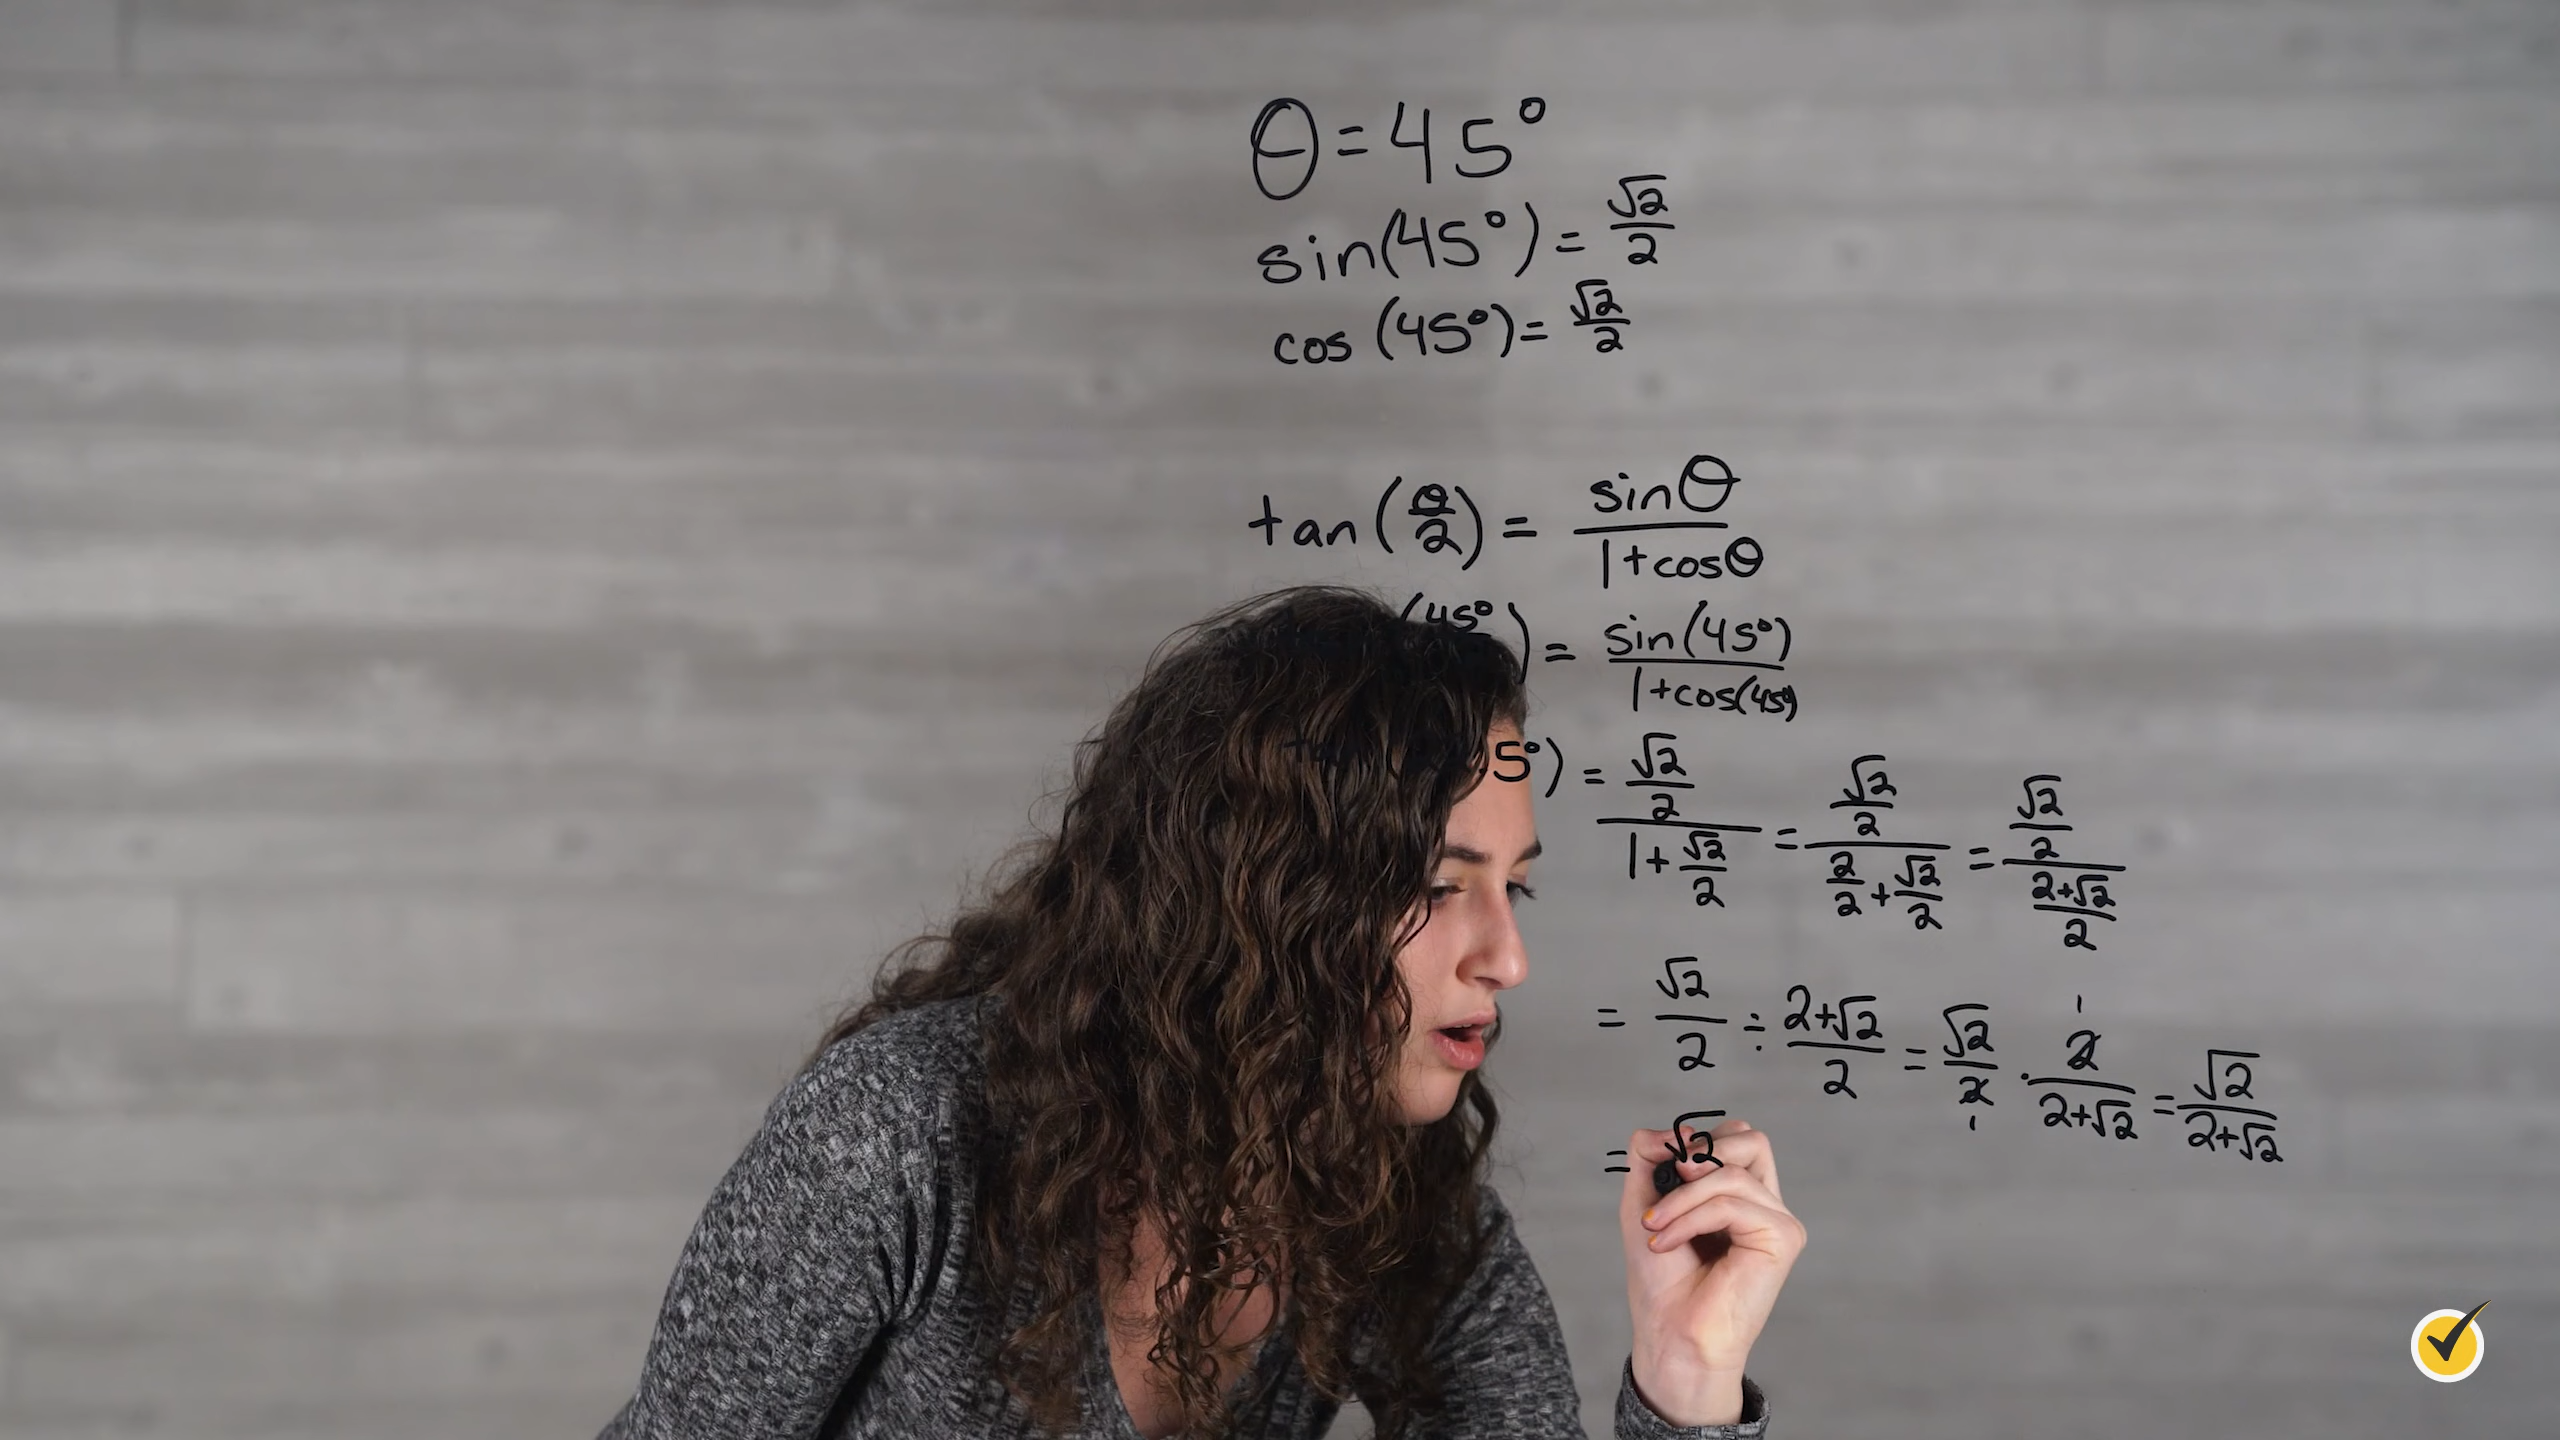 θ = 45°
sin(45°) = √2/2
cos(45°) = √2/2
tan(θ/2) = sinθ/(1+cosθ)
(45°) = sin(45°)/(1+cos(45°))
.5°) = (√2/2)/(1+√2/2) = (√2/2)/(2/2+√2/2) = (√2/2)/((2+√2)/2)
= √2/2 ÷ (2+√2)/2 = √2/2 1 · 2 1/(2+√2) = √2/(2+√2)
= √2